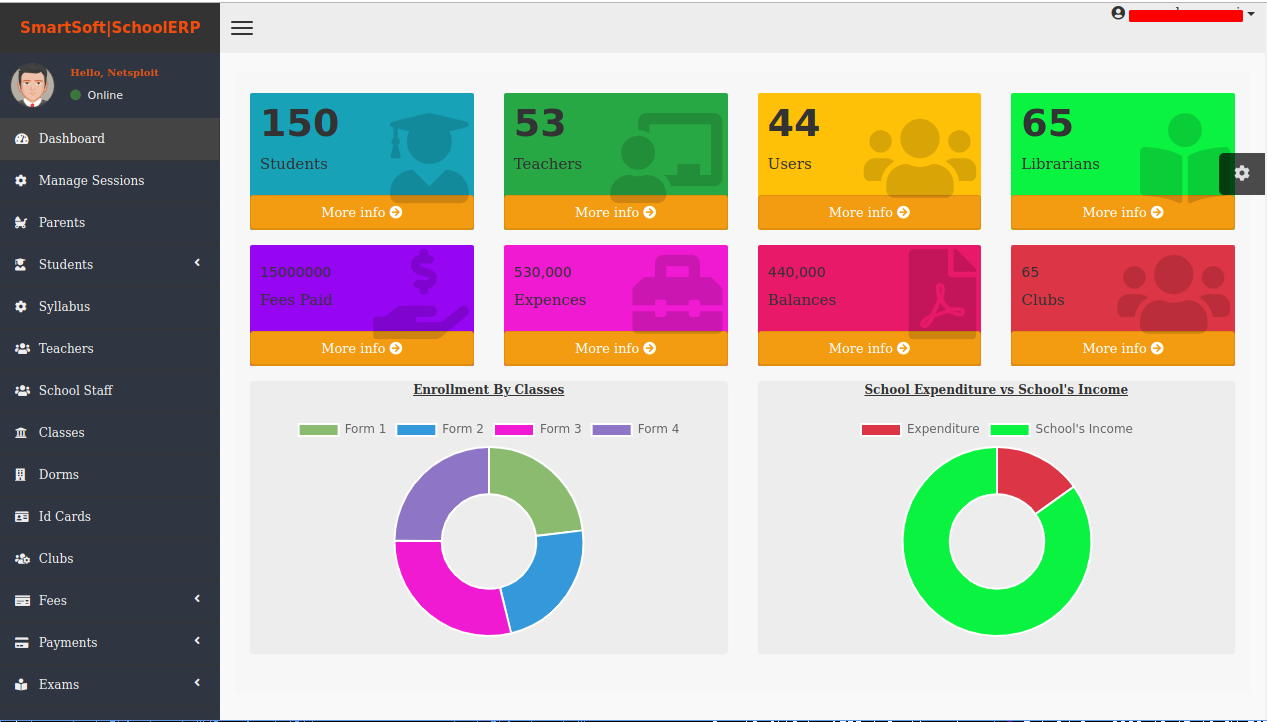 SmartSoft|SchoolERP
Hello, Netsploit
Online
Dashboard
Manage Sessions
Parents
Students
Syllabus
Teachers
School Staff
Classes
Dorms
Id Cards
Clubs
Fees
Payments
Exams
150
Students
More info
53
Teachers
More info
44
Users
More info
65
Librarians
More info
15000000
Fees Paid
More info
530,000
Expences
More info
440,000
Balances
More info
65
Clubs
More info
Enrollment By Classes
Form 1 Form 2 Form 3 Form 4
School Expenditure vs School's Income
Expenditure School's Income